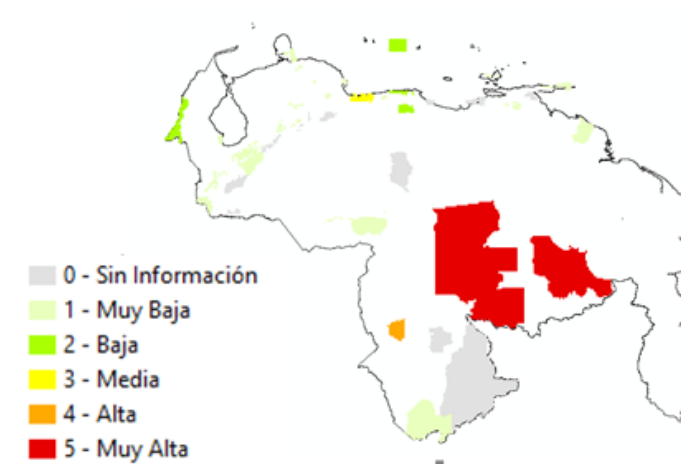 0 - Sin Información
1 - Muy Baja
2 - Baja
3 - Media
4 - Alta
5 - Muy Alta